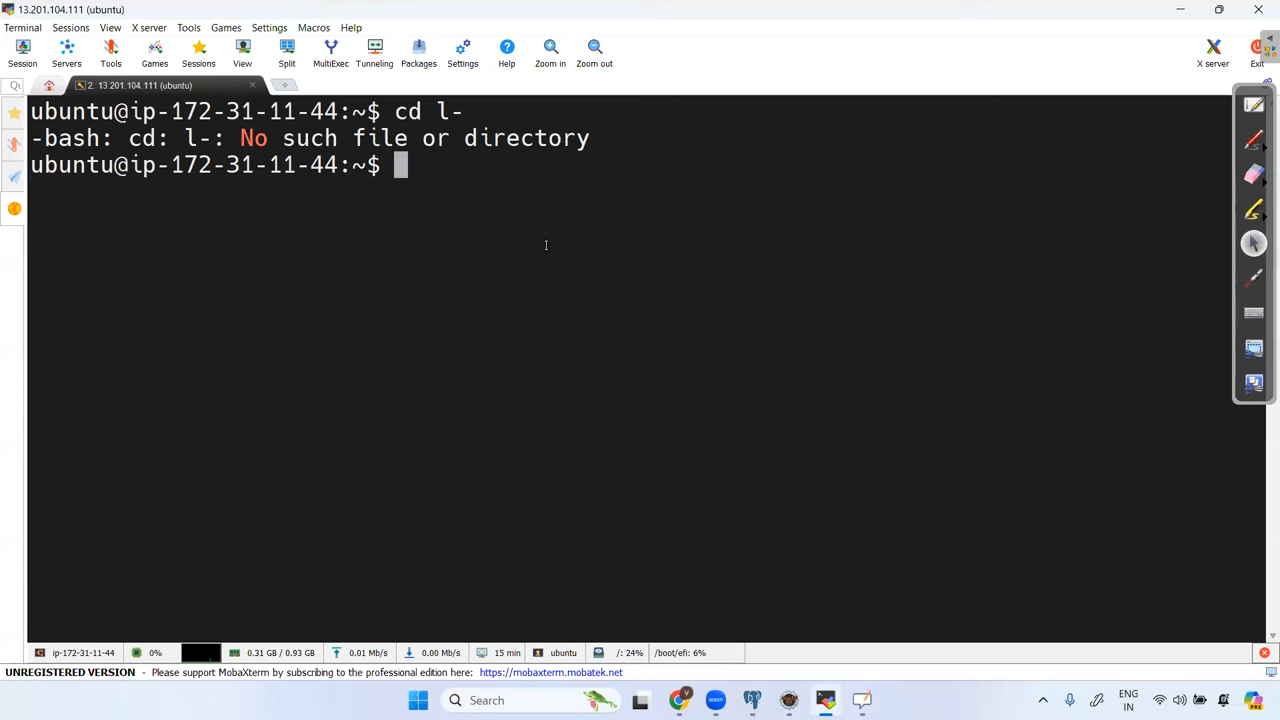 13.201.104.111 (ubuntu)
Terminal Sessions View X server Tools Games Settings Macros Help
Session Servers Tools Games Sessions View Split MultiExec Tunneling Packages Settings Help Zoom in Zoom out X server Exit
2. 13.201.104.111 (ubuntu)
ubuntu@ip-172-31-11-44:~$ cd l-
-bash: cd: l-: No such file or directory
ubuntu@ip-172-31-11-44:~$
ip-172-31-11-44 0% 0.31 GB / 0.93 GB 0.01 Mb/s 0.00 Mb/s 15 min ubuntu /: 24% /boot/efi: 6%
UNREGISTERED VERSION - Please support MobaXterm by subscribing to the professional edition here: https://mobaxterm.mobatek.net
Search
ENG
IN